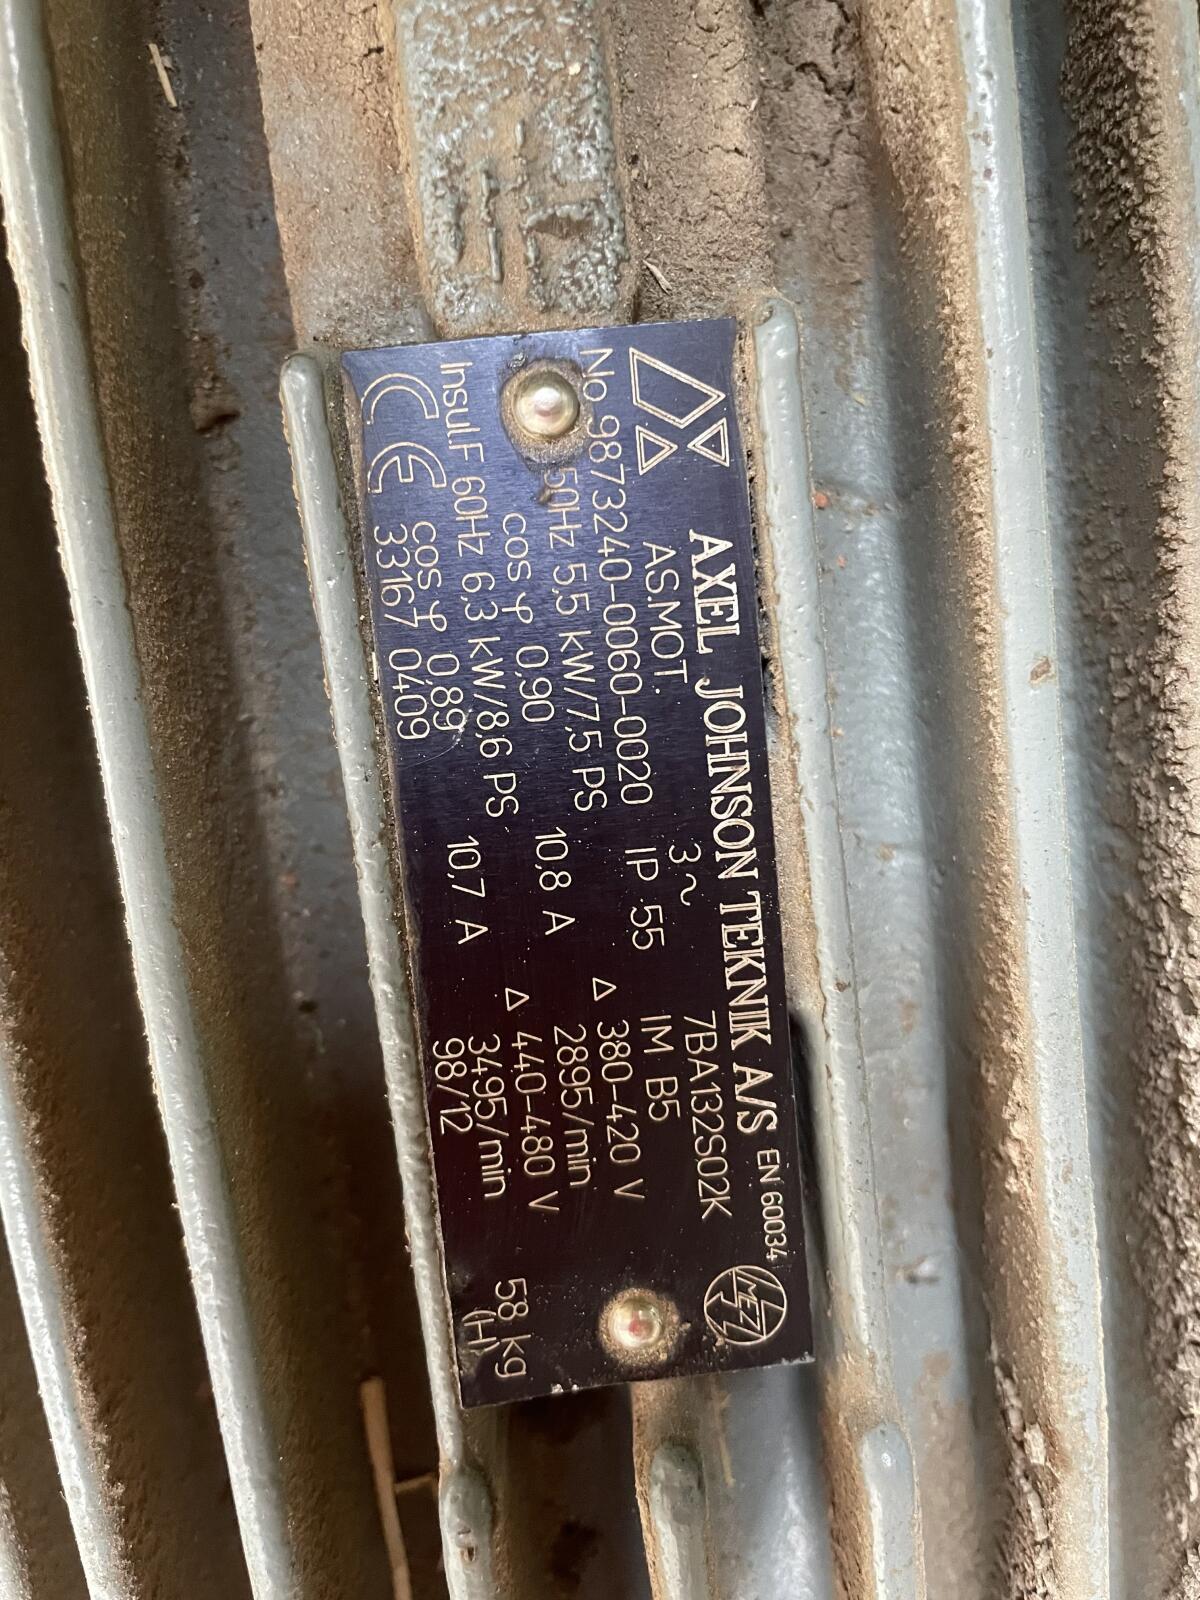 AXEL JOHNSON TEKNIK A/S EN 60034 MEZ
AS.MOT. 3~ 7BA132S02K
No 9873240-0060-0020 IP 55 IM B5
50Hz 5,5 kW/7,5 PS Δ 380-420 V
cos φ 0,90 10,8 A 2895/min
Insul.F 60Hz 6,3 kW/8,6 PS Δ 440-480 V 58 kg
cos φ 0,89 10,7 A 3495/min (H)
CE 3316/ 0409 98/12